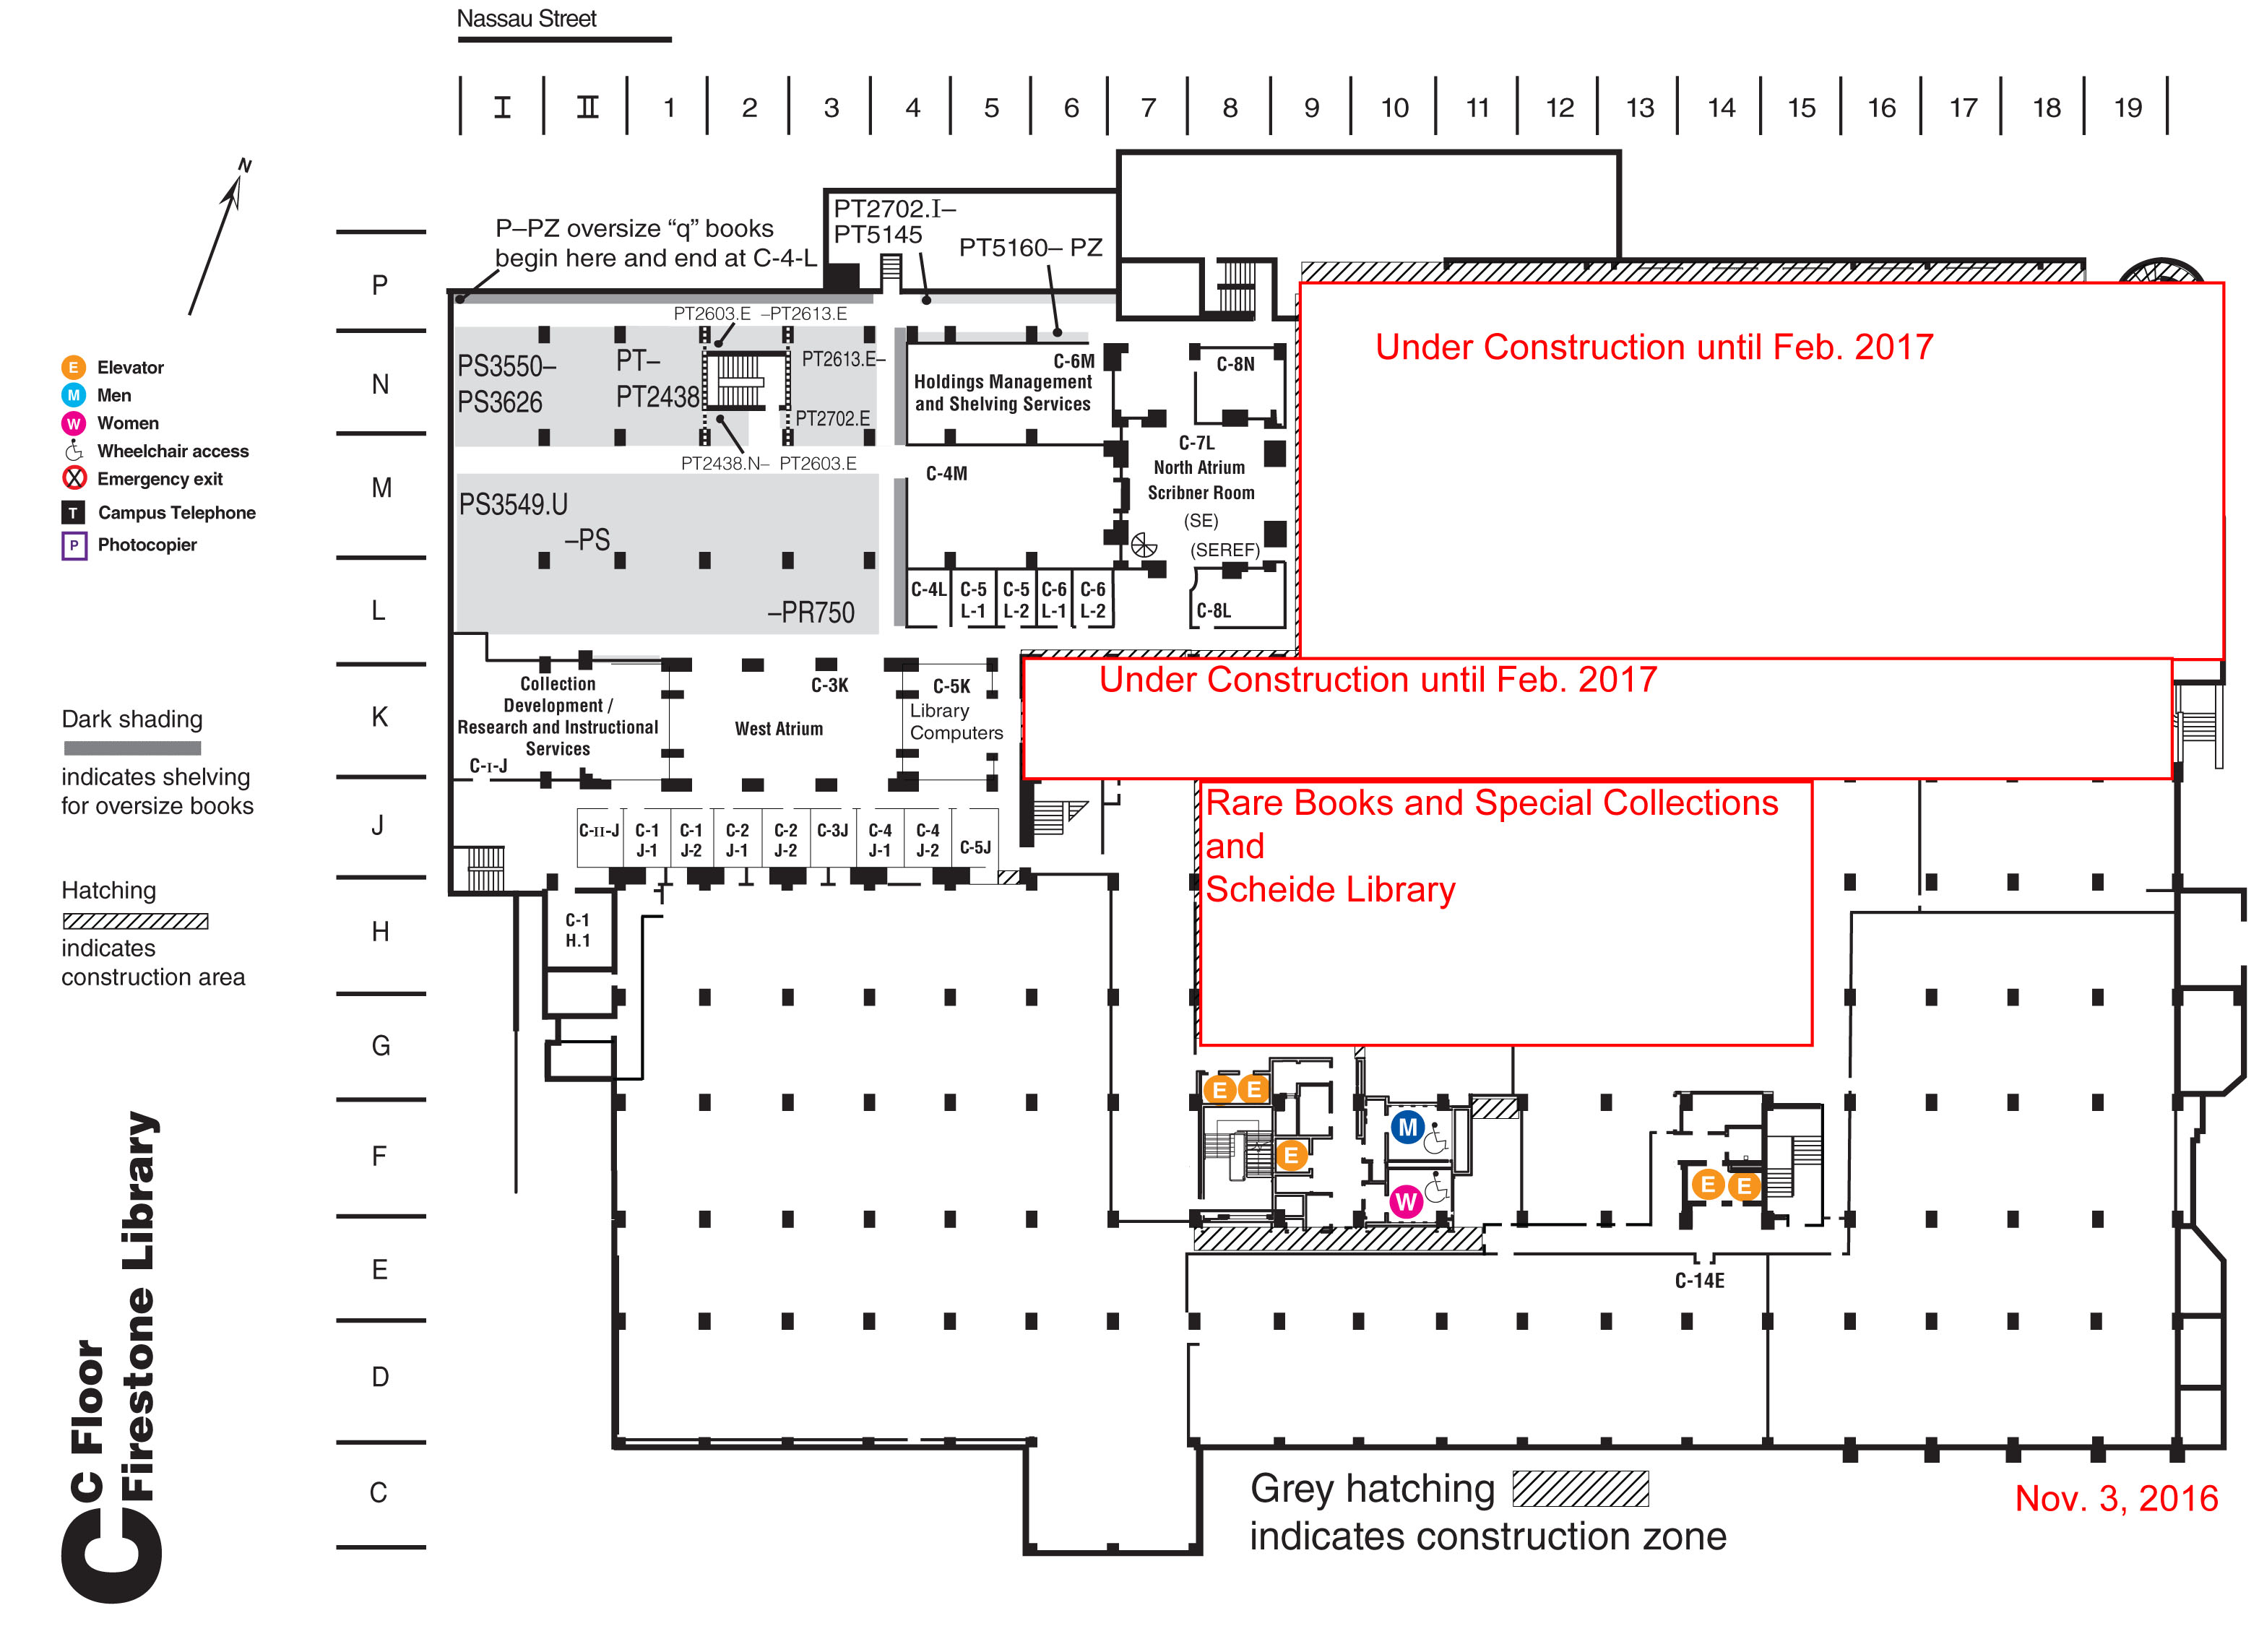 Nassau Street
I II 1 2 3 4 5 6 7 8 9 10 11 12 13 14 15 16 17 18 19
N
P
N
M
L
K
J
H
G
F
E
D
C
E Elevator
M Men
W Women
Wheelchair access
Emergency exit
T Campus Telephone
P Photocopier
Dark shading
indicates shelving
for oversize books
Hatching
indicates
construction area
C C Floor
Firestone Library
P–PZ oversize “q” books
begin here and end at C-4-L
PT2702.I–
PT5145
PT5160– PZ
PT2603.E –PT2613.E
PS3550–
PS3626
PT–
PT2438
PT2613.E–
PT2702.E
PT2438.N– PT2603.E
PS3549.U
–PS
–PR750
C-6M
Holdings Management
and Shelving Services
C-8N
C-4M
C-7L
North Atrium
Scribner Room
(SE)
(SEREF)
C-4L
C-5
L-1
C-5
L-2
C-6
L-1
C-6
L-2
C-8L
Under Construction until Feb. 2017
Under Construction until Feb. 2017
Collection
Development /
Research and Instructional
Services
C-I-J
C-3K
West Atrium
C-5K
Library
Computers
C-II-J
C-1
J-1
C-1
J-2
C-2
J-1
C-2
J-2
C-3J
C-4
J-1
C-4
J-2
C-5J
C-1
H.1
Rare Books and Special Collections
and
Scheide Library
E E
E
M
W
E E
C-14E
Grey hatching
indicates construction zone
Nov. 3, 2016